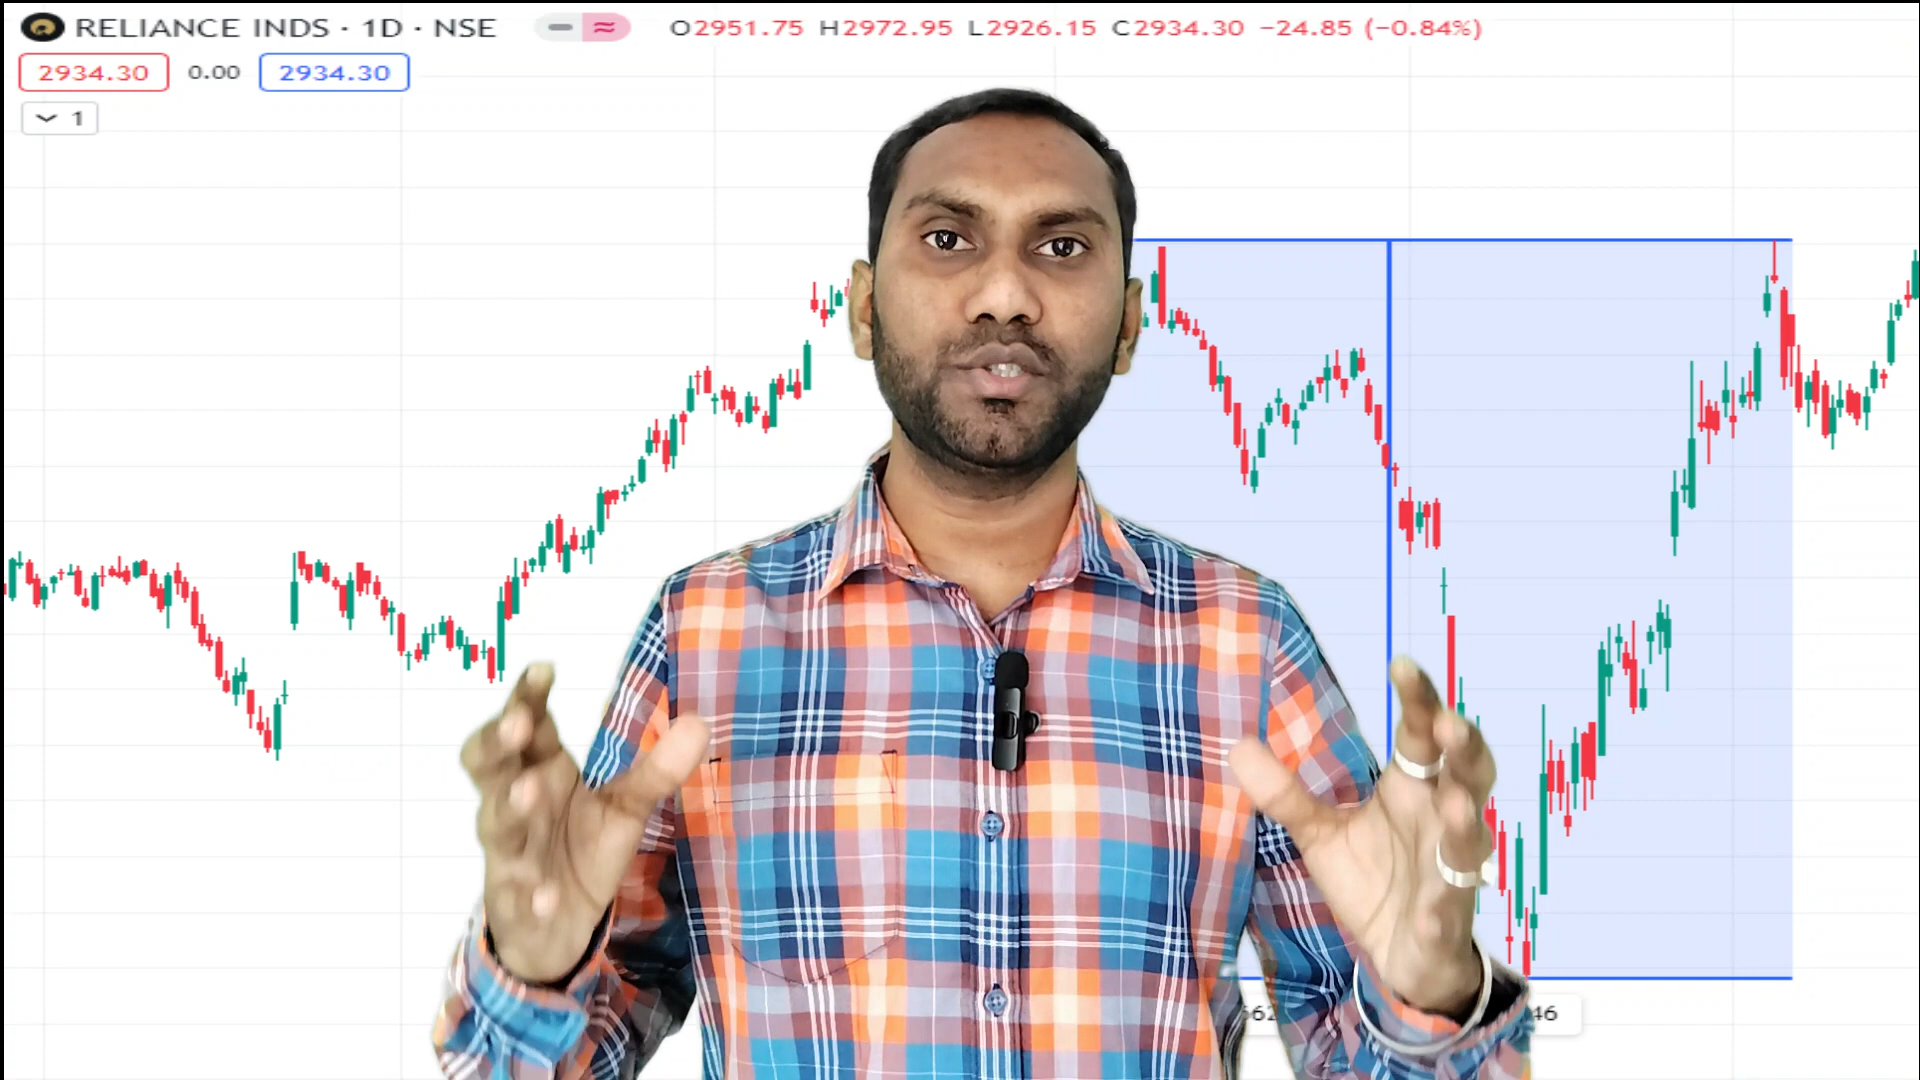 RELIANCE INDS · 1D · NSE O2951.75 H2972.95 L2926.15 C2934.30 −24.85 (−0.84%)
2934.30 0.00 2934.30
1
46